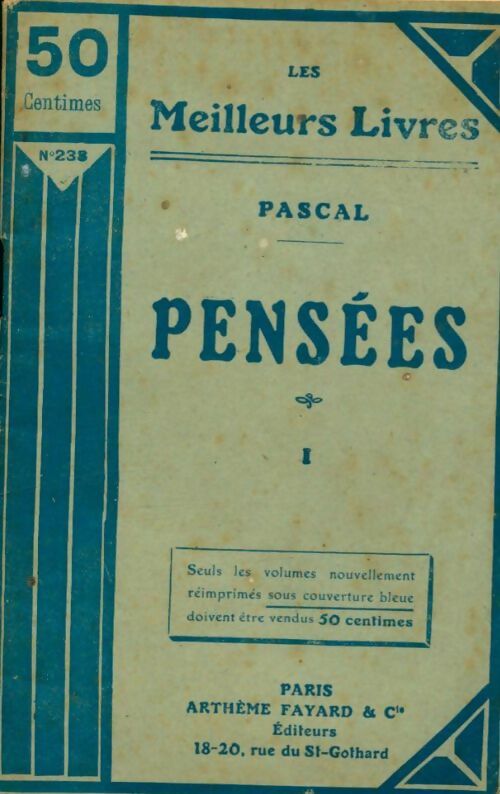 50
Centimes
N°238
LES
Meilleurs Livres
PASCAL
PENSÉES
I
Seuls les volumes nouvellement
réimprimés sous couverture bleue
doivent être vendus 50 centimes
PARIS
ARTHÈME FAYARD & Cie
Éditeurs
18-20, rue du St-Gothard